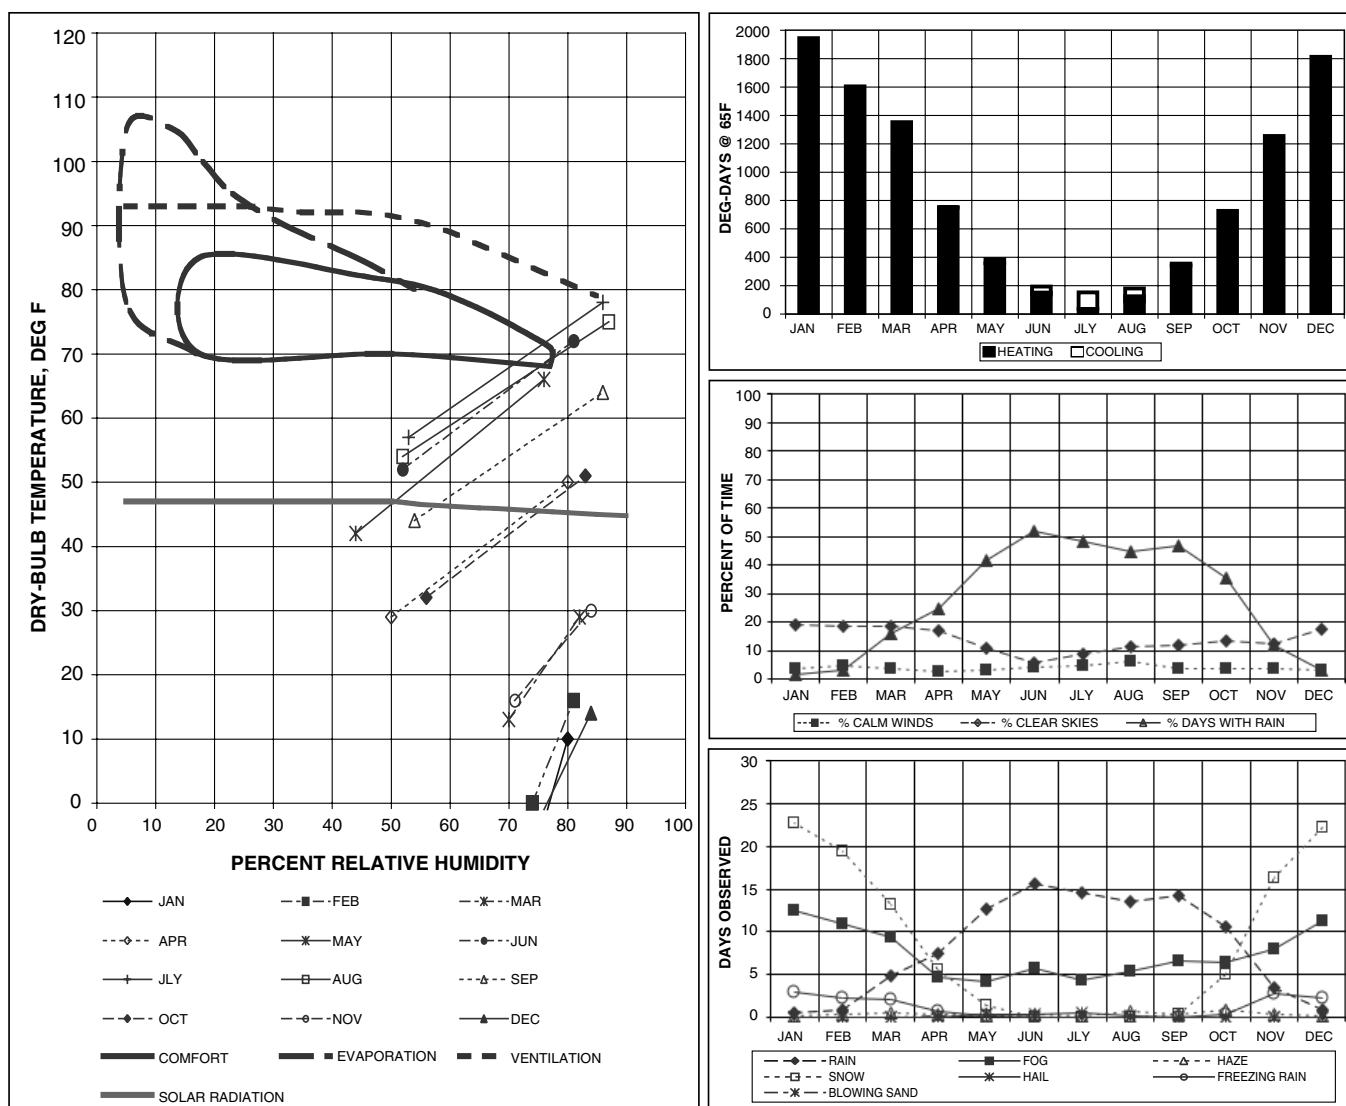 120
110
100
90
80
70
60
50
40
30
20
10
0
DRY-BULB TEMPERATURE, DEG F
0 10 20 30 40 50 60 70 80 90 100
PERCENT RELATIVE HUMIDITY
JAN FEB MAR
APR MAY JUN
JLY AUG SEP
OCT NOV DEC
COMFORT EVAPORATION VENTILATION
SOLAR RADIATION
2000
1800
1600
1400
1200
1000
800
600
400
200
0
DEG-DAYS @ 65F
JAN FEB MAR APR MAY JUN JLY AUG SEP OCT NOV DEC
HEATING COOLING
100
90
80
70
60
50
40
30
20
10
0
PERCENT OF TIME
JAN FEB MAR APR MAY JUN JLY AUG SEP OCT NOV DEC
% CALM WINDS % CLEAR SKIES % DAYS WITH RAIN
30
25
20
15
10
5
0
DAYS OBSERVED
JAN FEB MAR APR MAY JUN JLY AUG SEP OCT NOV DEC
RAIN FOG HAZE
SNOW HAIL FREEZING RAIN
BLOWING SAND